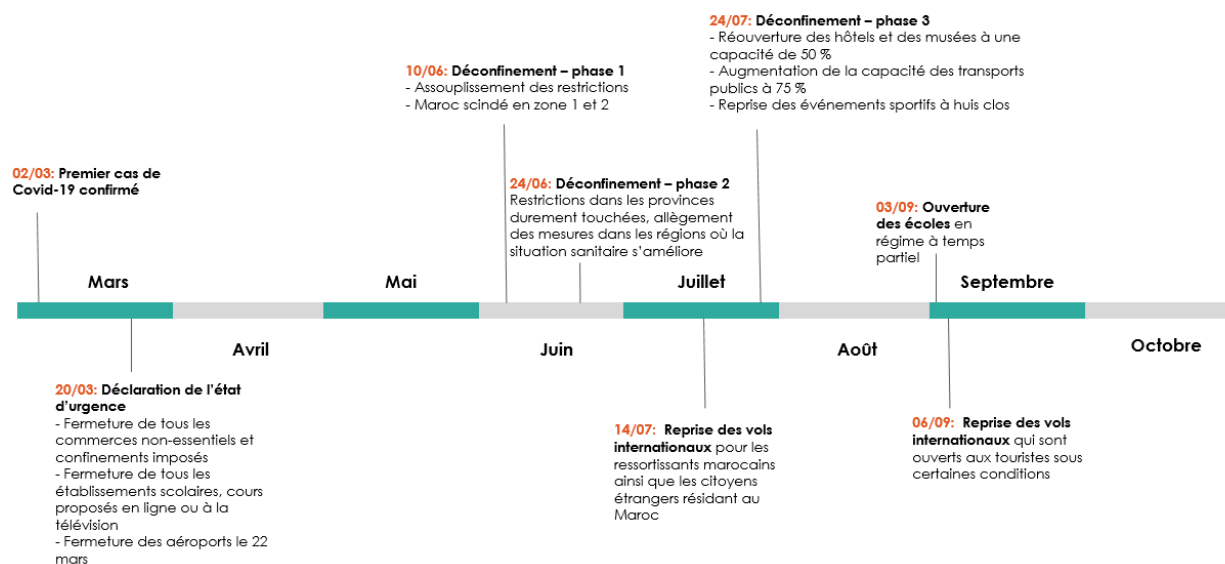 24/07: Déconfinement – phase 3
- Réouverture des hôtels et des musées à une
capacité de 50 %
- Augmentation de la capacité des transports
publics à 75 %
- Reprise des événements sportifs à huis clos
10/06: Déconfinement – phase 1
- Assouplissement des restrictions
- Maroc scindé en zone 1 et 2
02/03: Premier cas de
Covid-19 confirmé
24/06: Déconfinement – phase 2
Restrictions dans les provinces
durement touchées, allègement
des mesures dans les régions où la
situation sanitaire s’améliore
03/09: Ouverture
des écoles en
régime à temps
partiel
Mars
Mai
Juillet
Septembre
Avril
Juin
Août
Octobre
20/03: Déclaration de l’état
d’urgence
- Fermeture de tous les
commerces non-essentiels et
confinements imposés
- Fermeture de tous les
établissements scolaires, cours
proposés en ligne ou à la
télévision
- Fermeture des aéroports le 22
mars
14/07: Reprise des vols
internationaux pour les
ressortissants marocains
ainsi que les citoyens
étrangers résidant au
Maroc
06/09: Reprise des vols
internationaux qui sont
ouverts aux touristes sous
certaines conditions